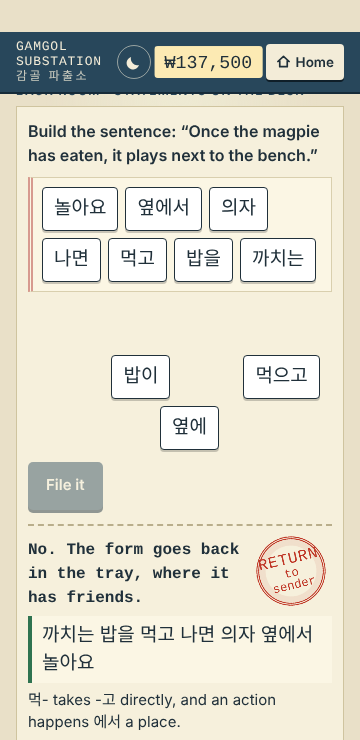 GAMGOL
SUBSTATION
감골 파출소
₩137,500
Home
Build the sentence: “Once the magpie
has eaten, it plays next to the bench.”
놀아요 옆에서 의자
나면 먹고 밥을 까치는
밥이 먹으고
옆에
File it
No. The form goes back
in the tray, where it
has friends.
RETURN
to
sender
까치는 밥을 먹고 나면 의자 옆에서
놀아요
먹- takes -고 directly, and an action
happens 에서 a place.